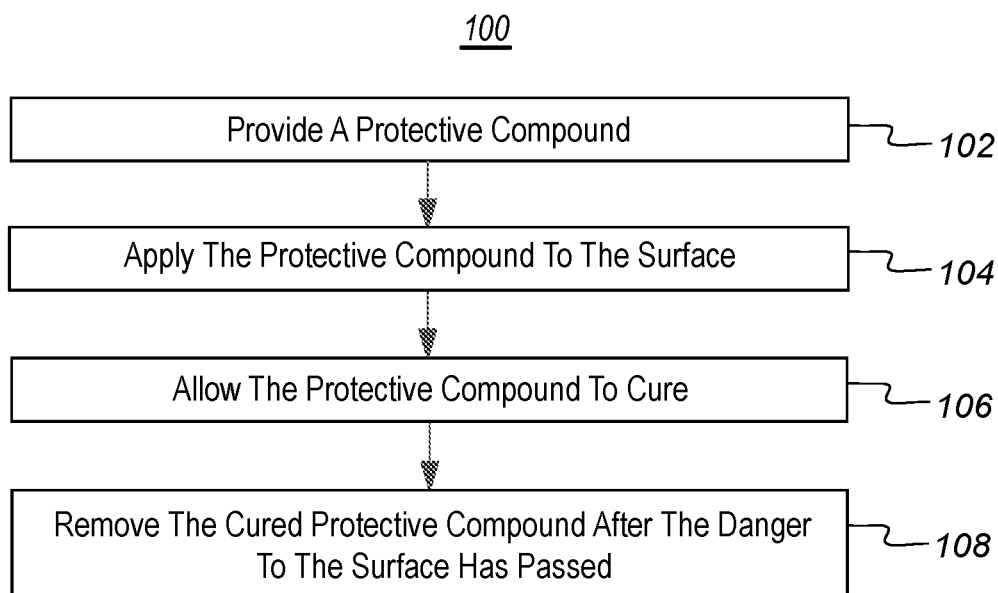 100
Provide A Protective Compound
102
Apply The Protective Compound To The Surface
104
Allow The Protective Compound To Cure
106
Remove The Cured Protective Compound After The Danger
To The Surface Has Passed
108